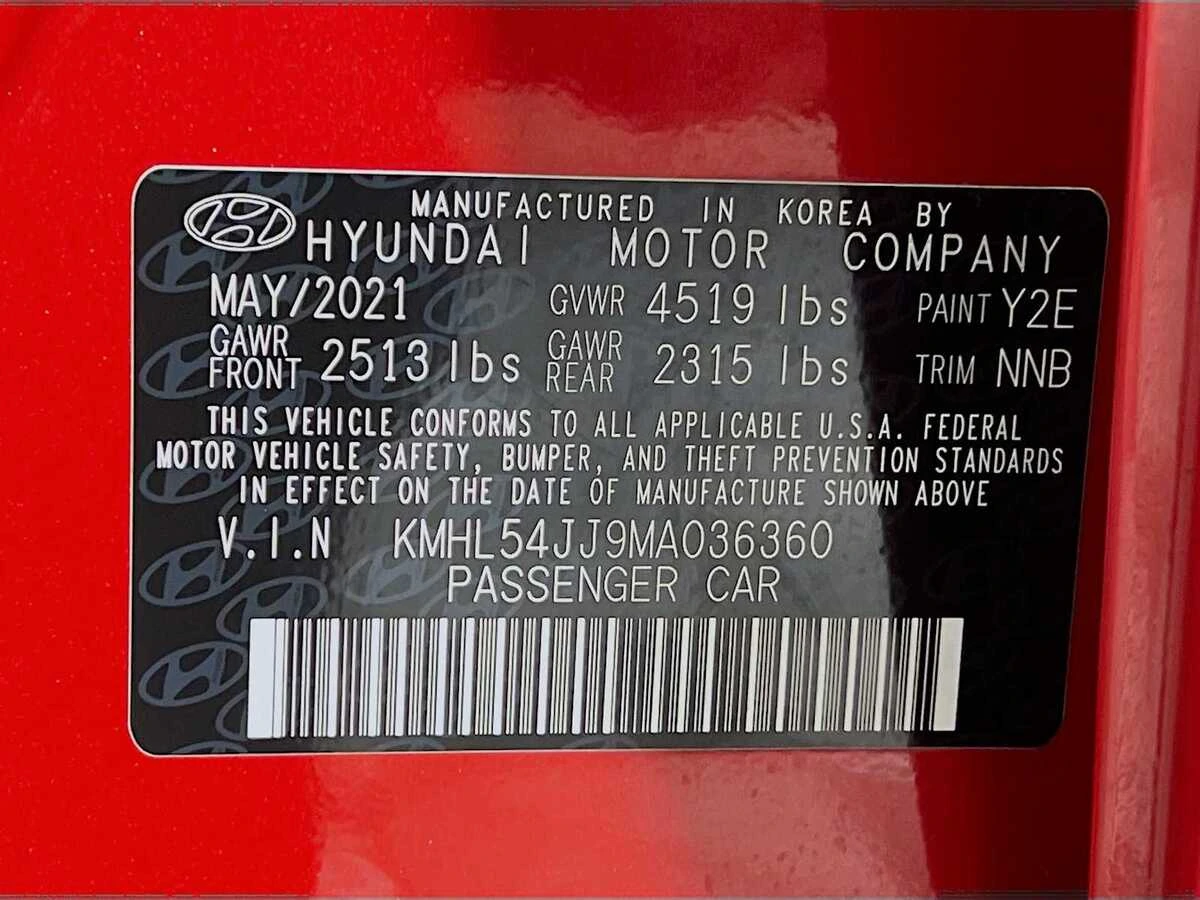 MANUFACTURED IN KOREA BY
HYUNDAI MOTOR COMPANY
MAY/2021 GVWR 4519 lbs PAINT Y2E
GAWR FRONT 2513 lbs GAWR REAR 2315 lbs TRIM NNB
THIS VEHICLE CONFORMS TO ALL APPLICABLE U.S.A. FEDERAL
MOTOR VEHICLE SAFETY, BUMPER, AND THEFT PREVENTION STANDARDS
IN EFFECT ON THE DATE OF MANUFACTURE SHOWN ABOVE
V.I.N KMHL54JJ9MA036360
PASSENGER CAR